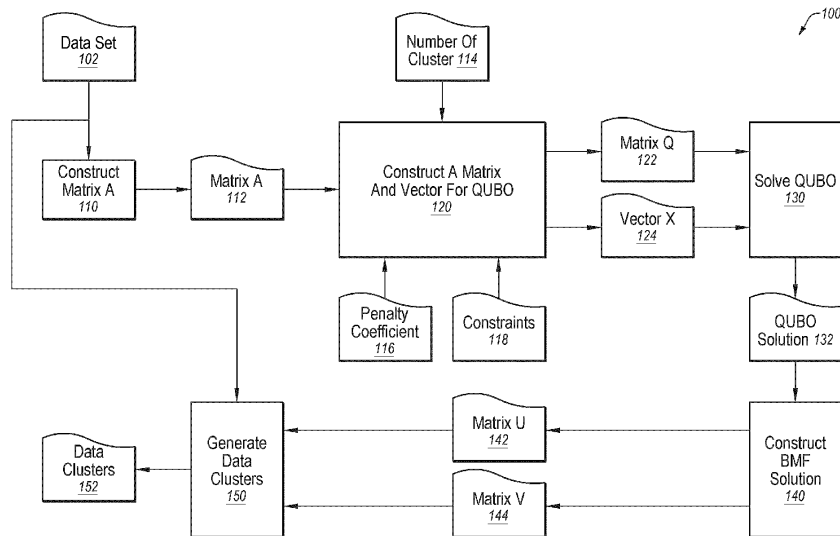 100
Data Set
102
Number Of
Cluster 114
Construct
Matrix A
110
Matrix A
112
Construct A Matrix
And Vector For QUBO
120
Matrix Q
122
Vector X
124
Solve QUBO
130
Penalty
Coefficient
116
Constraints
118
QUBO
Solution 132
Data
Clusters
152
Generate
Data
Clusters
150
Matrix U
142
Matrix V
144
Construct
BMF
Solution
140